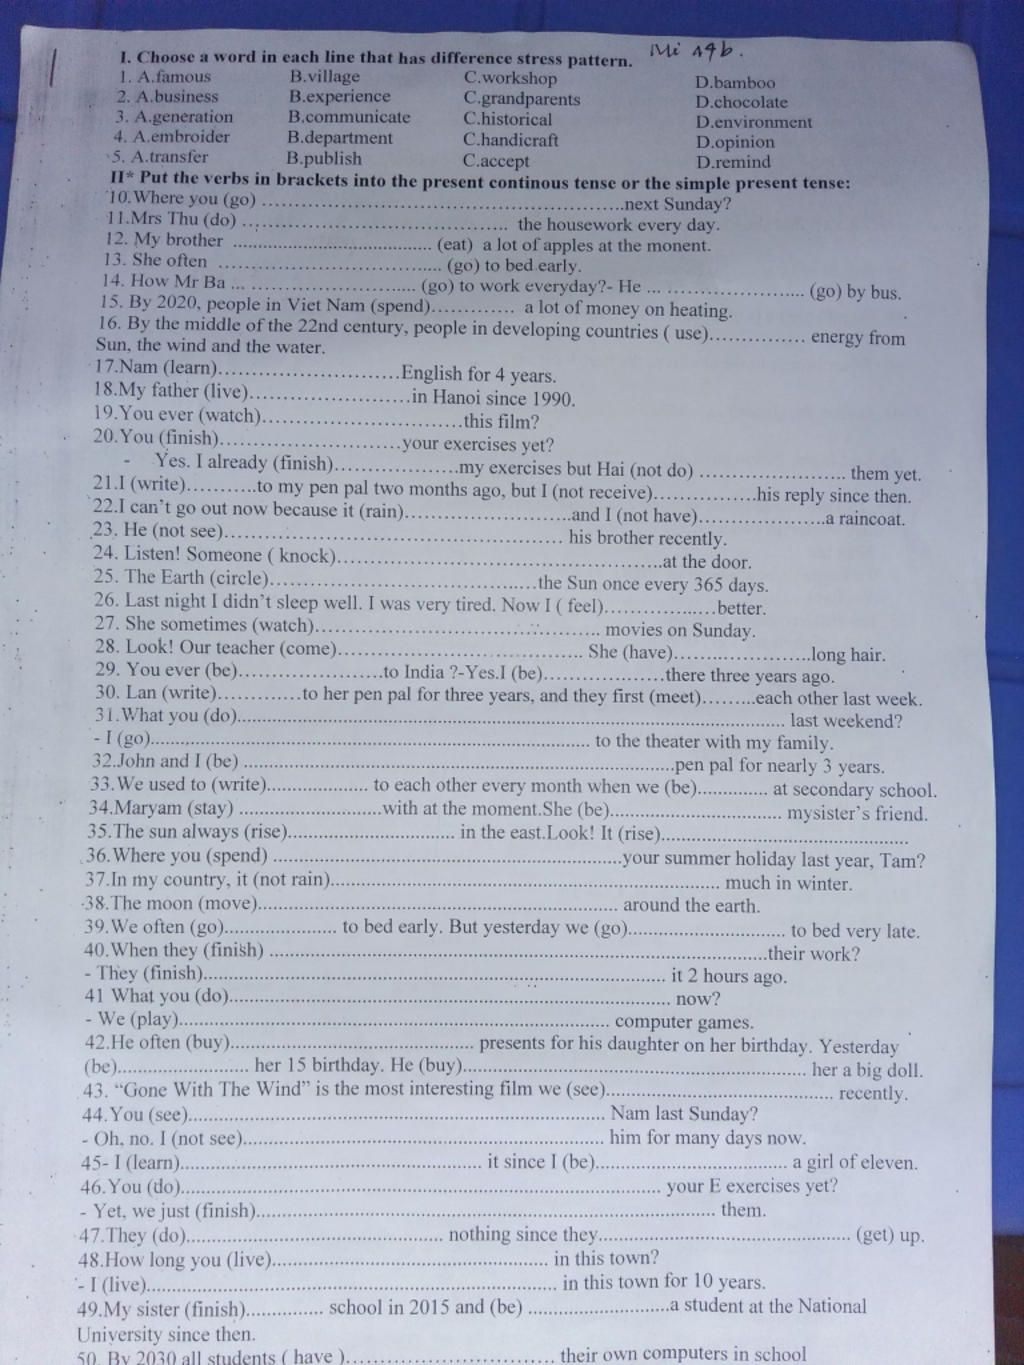 Mi 19b.
I. Choose a word in each line that has difference stress pattern.
1. A.famous B.village C.workshop D.bamboo
2. A.business B.experience C.grandparents D.chocolate
3. A.generation B.communicate C.historical D.environment
4. A.embroider B.department C.handicraft D.opinion
5. A.transfer B.publish C.accept D.remind
II* Put the verbs in brackets into the present continous tense or the simple present tense:
10.Where you (go) ..........................................next Sunday?
11.Mrs Thu (do) .................................. the housework every day.
12. My brother .................................. (eat) a lot of apples at the monent.
13. She often .................................. (go) to bed early.
14. How Mr Ba ... ........................ (go) to work everyday?- He ... ........................ (go) by bus.
15. By 2020, people in Viet Nam (spend)............. a lot of money on heating.
16. By the middle of the 22nd century, people in developing countries ( use)............... energy from
Sun, the wind and the water.
17.Nam (learn)............................English for 4 years.
18.My father (live).........................in Hanoi since 1990.
19.You ever (watch)..............................this film?
20.You (finish)............................your exercises yet?
- Yes. I already (finish)...................my exercises but Hai (not do) ...................... them yet.
21.I (write)...........to my pen pal two months ago, but I (not receive)................his reply since then.
22.I can't go out now because it (rain).........................and I (not have)...................a raincoat.
23. He (not see).................................................... his brother recently.
24. Listen! Someone ( knock)..................................................at the door.
25. The Earth (circle).........................................the Sun once every 365 days.
26. Last night I didn't sleep well. I was very tired. Now I ( feel).................better.
27. She sometimes (watch)............................................ movies on Sunday.
28. Look! Our teacher (come)...................................... She (have).....................long hair.
29. You ever (be)......................to India ?-Yes.I (be)..................there three years ago.
30. Lan (write).............to her pen pal for three years, and they first (meet).........each other last week.
31.What you (do)........................................................................ last weekend?
- I (go)............................................................................ to the theater with my family.
32.John and I (be) ........................................................................pen pal for nearly 3 years.
33.We used to (write)................... to each other every month when we (be)............. at secondary school.
34.Maryam (stay) .......................with at the moment.She (be)............................... mysister's friend.
35.The sun always (rise)............................ in the east.Look! It (rise)............................................
36.Where you (spend) ..........................................................your summer holiday last year, Tam?
37.In my country, it (not rain).................................................................. much in winter.
38.The moon (move)............................................................... around the earth.
39.We often (go)..................... to bed early. But yesterday we (go)............................ to bed very late.
40.When they (finish) ......................................................................................their work?
- They (finish)................................................................................ it 2 hours ago.
41 What you (do)............................................................................... now?
- We (play)........................................................................... computer games.
42.He often (buy).......................................... presents for his daughter on her birthday. Yesterday
(be)....................... her 15 birthday. He (buy)........................................................... her a big doll.
43. “Gone With The Wind” is the most interesting film we (see)....................................... recently.
44.You (see)........................................................................ Nam last Sunday?
- Oh, no. I (not see).............................................................. him for many days now.
45- I (learn)..................................................... it since I (be)................................. a girl of eleven.
46.You (do)................................................................................... your E exercises yet?
- Yet, we just (finish)............................................................................... them.
47.They (do)............................................ nothing since they........................................... (get) up.
48.How long you (live)............................................... in this town?
- I (live)....................................................................... in this town for 10 years.
49.My sister (finish)............. school in 2015 and (be) ........................a student at the National
University since then.
50. By 2030 all students ( have )................................... their own computers in school